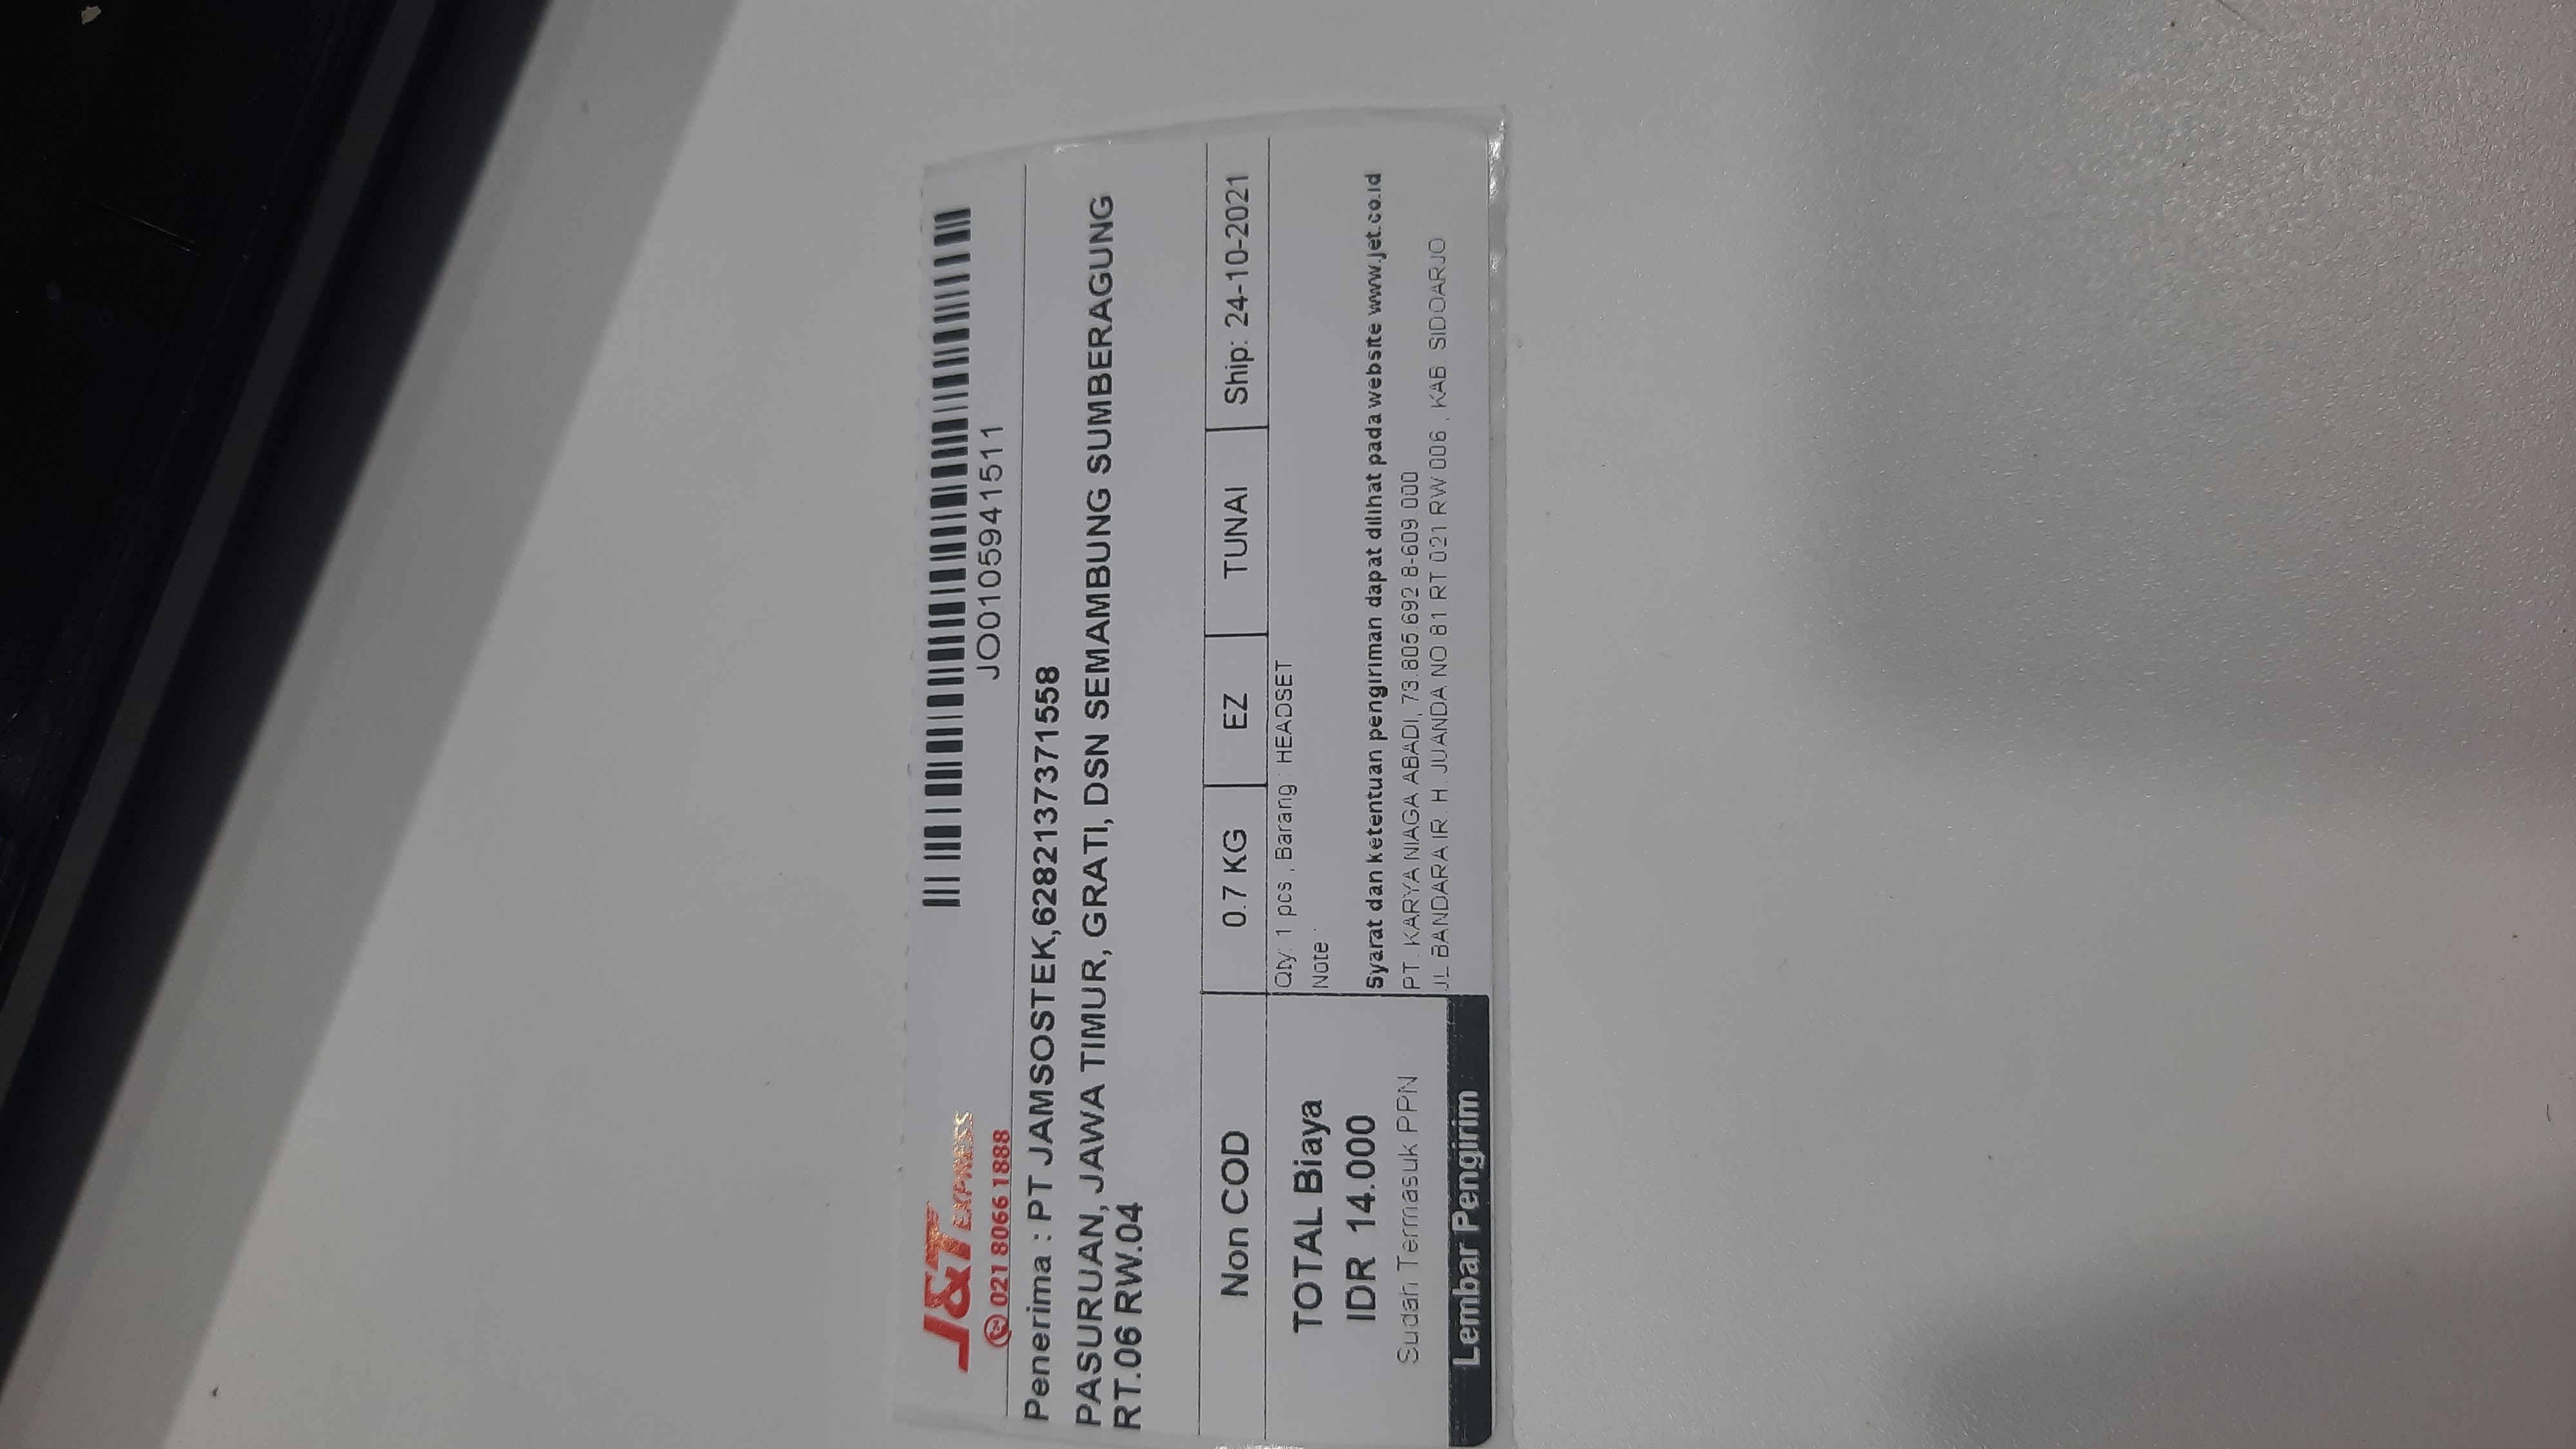 J&T EXPRESS
021 8066 1888
JO0105941511
Penerima : PT JAMSOSTEK,6282137371558
PASURUAN, JAWA TIMUR, GRATI, DSN SEMAMBUNG SUMBERAGUNG
RT.06 RW.04
Non COD
0.7 KG
EZ
TUNAI
Ship: 24-10-2021
TOTAL Biaya
IDR 14.000
Sudah Termasuk PPN
Lembar Pengirim
Qty: 1 pcs , Barang : HEADSET
Note :
Syarat dan ketentuan pengiriman dapat dilihat pada website www.jet.co.id
PT. KARYA NIAGA ABADI, 73.805.692.8-609.000
JL BANDARA IR. H. JUANDA NO 81 RT 021 RW 006 , KAB. SIDOARJO